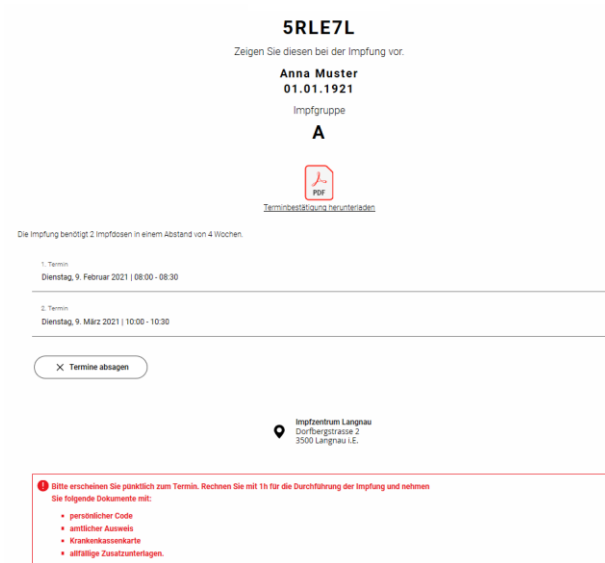 5RLE7L
Zeigen Sie diesen bei der Impfung vor.
Anna Muster
01.01.1921
Impfgruppe
A
PDF
Terminbestätigung herunterladen
Die Impfung benötigt 2 Impfdosen in einem Abstand von 4 Wochen.
1. Termin
Dienstag, 9. Februar 2021 | 08:00 - 08:30
2. Termin
Dienstag, 9. März 2021 | 10:00 - 10:30
Termine absagen
Impfzentrum Langnau
Dorfbergstrasse 2
3500 Langnau i.E.
Bitte erscheinen Sie pünktlich zum Termin. Rechnen Sie mit 1h für die Durchführung der Impfung und nehmen
Sie folgende Dokumente mit:
• persönlicher Code
• amtlicher Ausweis
• Krankenkassenkarte
• allfällige Zusatzunterlagen.